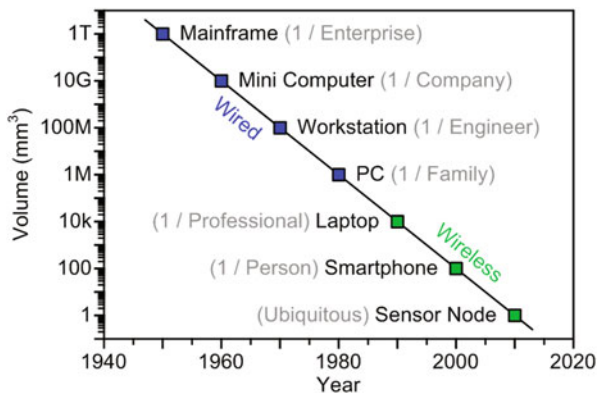 1T
10G
100M
1M
10k
100
1
Volume (mm³)
Mainframe (1 / Enterprise)
Mini Computer (1 / Company)
Wired
Workstation (1 / Engineer)
PC (1 / Family)
(1 / Professional) Laptop
Wireless
(1 / Person) Smartphone
(Ubiquitous) Sensor Node
1940 1960 1980 2000 2020
Year